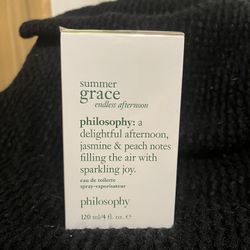 summer
grace
endless afternoon
philosophy: a
delightful afternoon,
jasmine & peach notes
filling the air with
sparkling joy.
eau de toilette
spray-vaporisateur
philosophy
120 ml/4 fl. oz. e